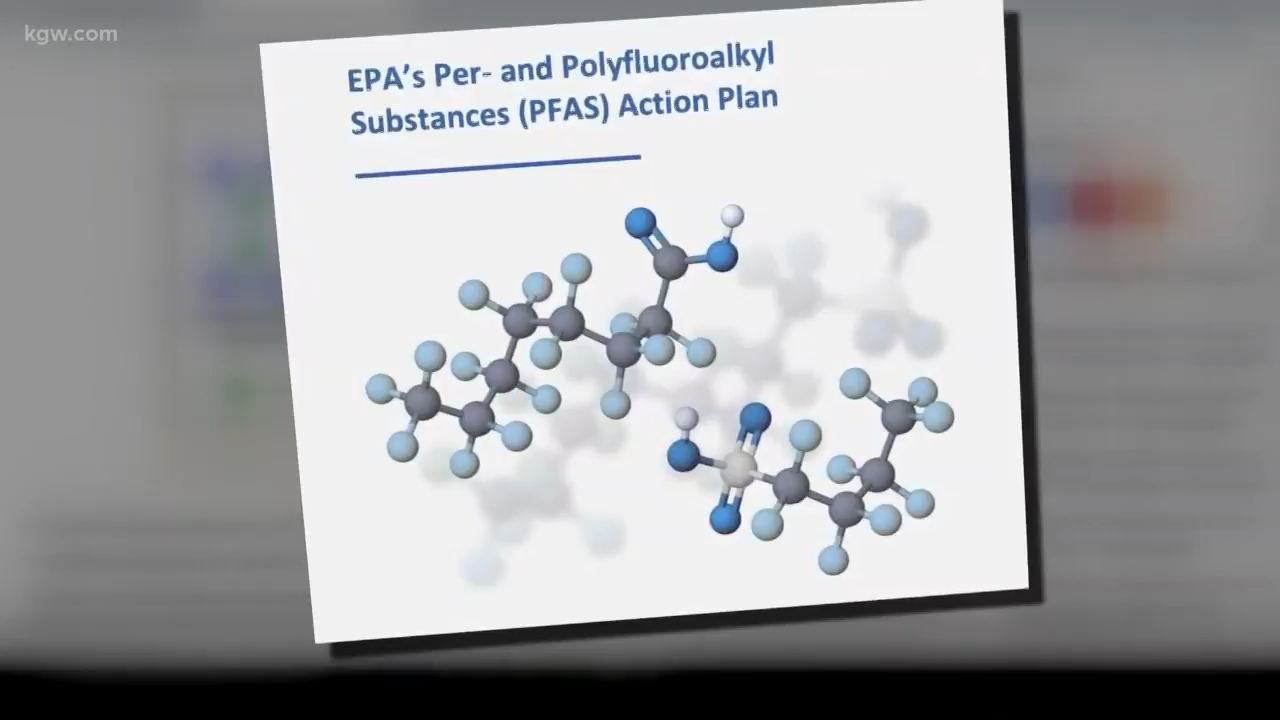 kgw.com
EPA’s Per- and Polyfluoroalkyl
Substances (PFAS) Action Plan